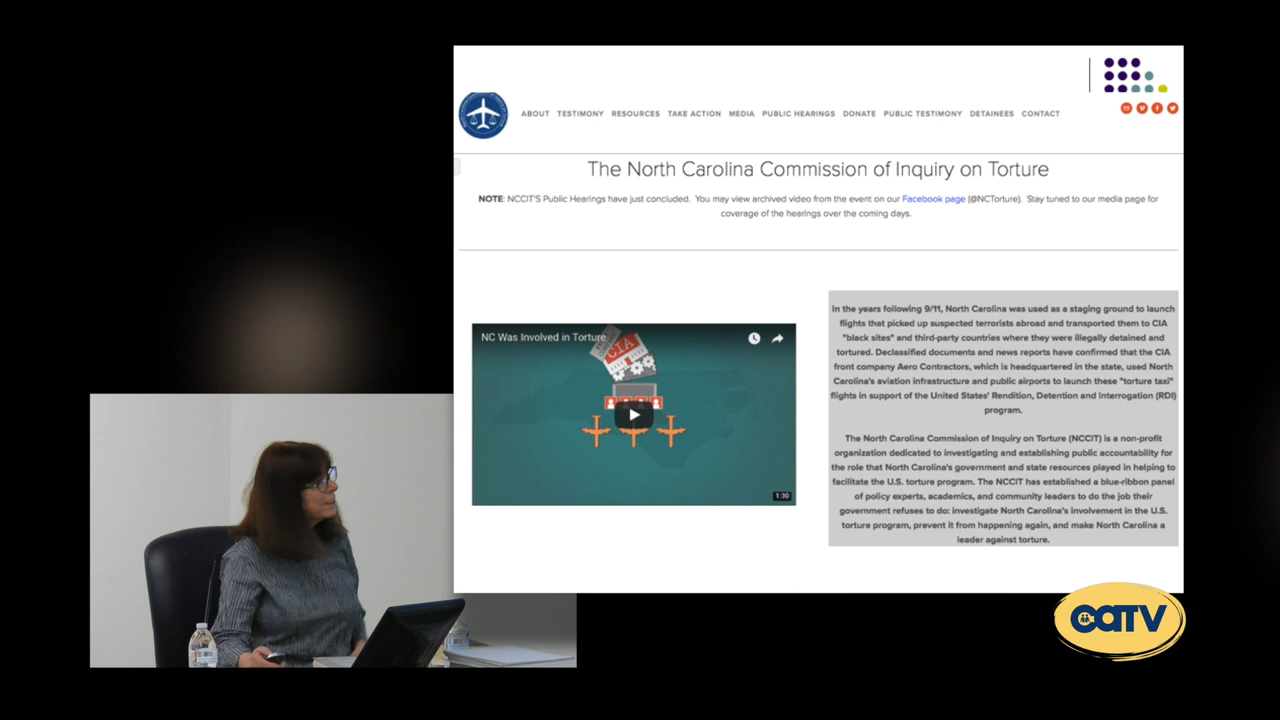 ABOUT TESTIMONY RESOURCES TAKE ACTION MEDIA PUBLIC HEARINGS DONATE PUBLIC TESTIMONY DETAINEES CONTACT
The North Carolina Commission of Inquiry on Torture
NOTE: NCCIT'S Public Hearings have just concluded. You may view archived video from the event on our Facebook page (@NCTorture). Stay tuned to our media page for
coverage of the hearings over the coming days.
NC Was Involved in Torture
CIA
1:30
In the years following 9/11, North Carolina was used as a staging ground to launch
flights that picked up suspected terrorists abroad and transported them to CIA
"black sites" and third-party countries where they were illegally detained and
tortured. Declassified documents and news reports have confirmed that the CIA
front company Aero Contractors, which is headquartered in the state, used North
Carolina's aviation infrastructure and public airports to launch these "torture taxi"
flights in support of the United States' Rendition, Detention and Interrogation (RDI)
program.
The North Carolina Commission of Inquiry on Torture (NCCIT) is a non-profit
organization dedicated to investigating and establishing public accountability for
the role that North Carolina's government and state resources played in helping to
facilitate the U.S. torture program. The NCCIT has established a blue-ribbon panel
of policy experts, academics, and community leaders to do the job their
government refuses to do: investigate North Carolina's involvement in the U.S.
torture program, prevent it from happening again, and make North Carolina a
leader against torture.
CATV